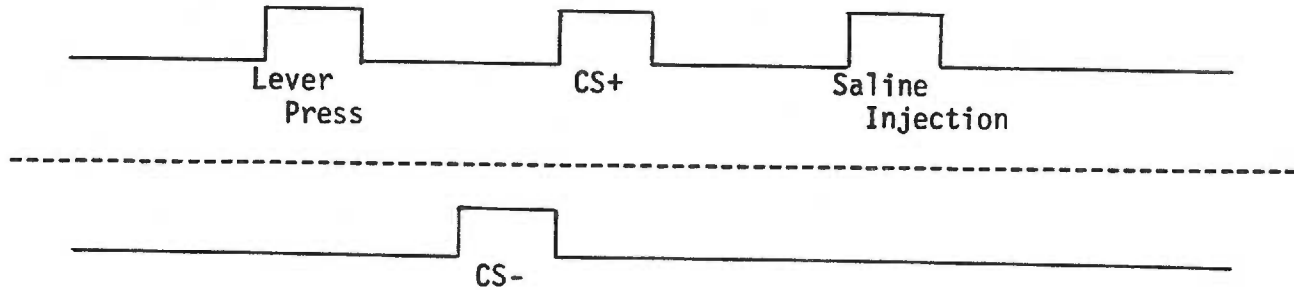 Lever
Press
CS+
Saline
Injection
CS-